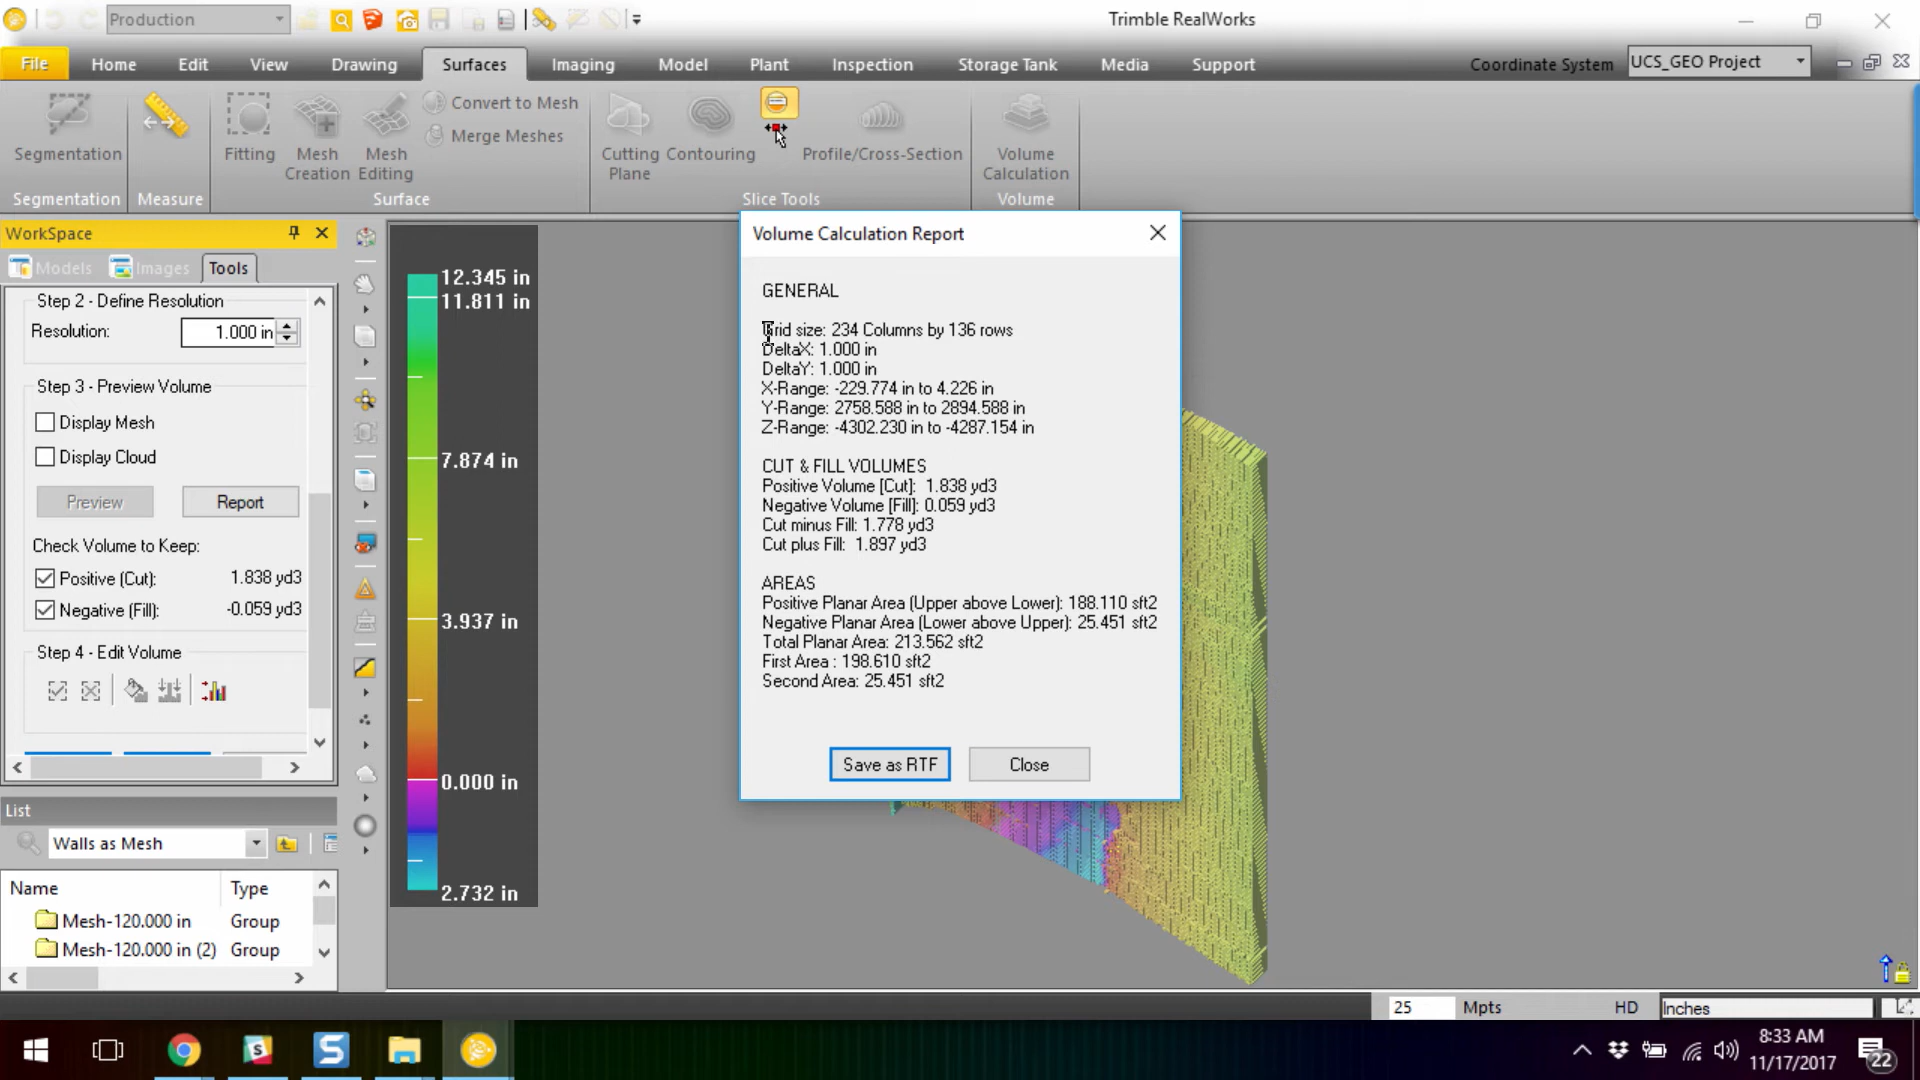 Production
Trimble RealWorks
File
Home
Edit
View
Drawing
Surfaces
Imaging
Model
Plant
Inspection
Storage Tank
Media
Support
Coordinate System
UCS_GEO Project
Segmentation
Fitting
Mesh Creation
Mesh Editing
Convert to Mesh
Merge Meshes
Cutting Plane
Contouring
Profile/Cross-Section
Volume Calculation
Segmentation
Measure
Surface
Slice Tools
Volume
WorkSpace
Models
Images
Tools
Step 2 - Define Resolution
Resolution: 1.000 in
Step 3 - Preview Volume
Display Mesh
Display Cloud
Preview
Report
Check Volume to Keep:
Positive (Cut): 1.838 yd3
Negative (Fill): -0.059 yd3
Step 4 - Edit Volume
List
Walls as Mesh
Name Type
Mesh-120.000 in Group
Mesh-120.000 in (2) Group
12.345 in
11.811 in
7.874 in
3.937 in
0.000 in
2.732 in
Volume Calculation Report
GENERAL
Grid size: 234 Columns by 136 rows
DeltaX: 1.000 in
DeltaY: 1.000 in
X-Range: -229.774 in to 4.226 in
Y-Range: 2758.588 in to 2894.588 in
Z-Range: -4302.230 in to -4287.154 in
CUT & FILL VOLUMES
Positive Volume [Cut]: 1.838 yd3
Negative Volume [Fill]: 0.059 yd3
Cut minus Fill: 1.778 yd3
Cut plus Fill: 1.897 yd3
AREAS
Positive Planar Area (Upper above Lower): 188.110 sft2
Negative Planar Area (Lower above Upper): 25.451 sft2
Total Planar Area: 213.562 sft2
First Area : 198.610 sft2
Second Area: 25.451 sft2
Save as RTF
Close
25 Mpts HD Inches
8:33 AM
11/17/2017
22